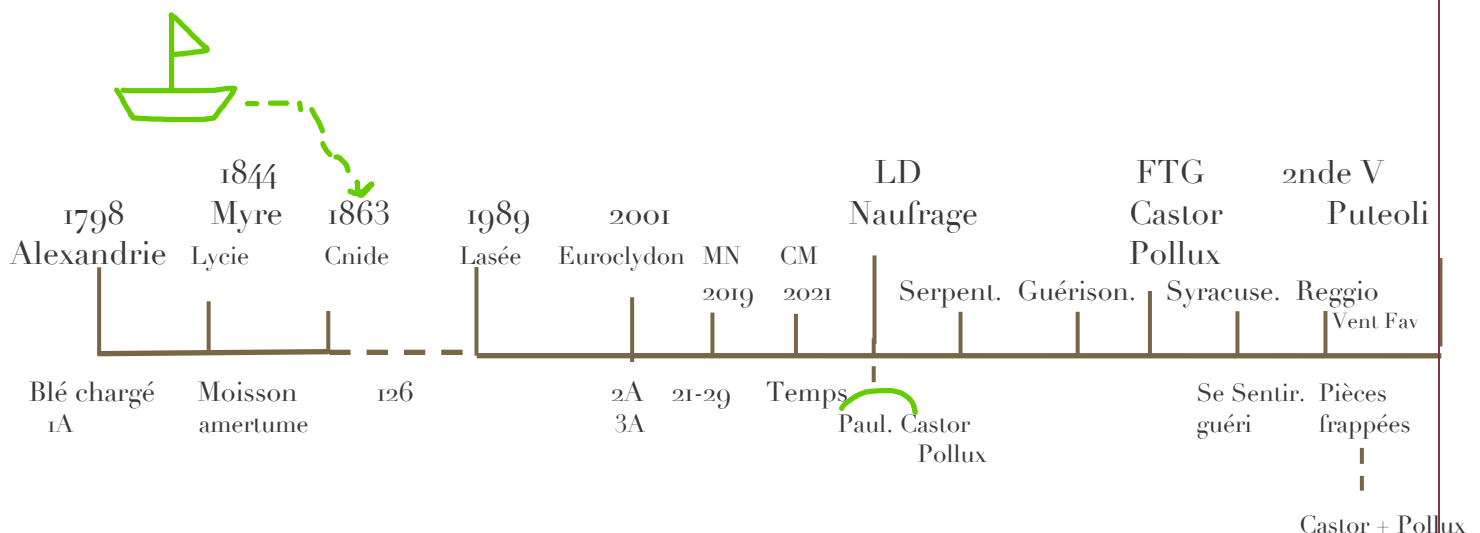 1798
Alexandrie
1844
Myre
Lycie
1863
Cnide
1989
Lasée
2001
Euroclydon
MN
2019
CM
2021
LD
Naufrage
Serpent.
Guérison.
FTG
Castor
Pollux
Syracuse.
Reggio
Vent Fav
2nde V
Puteoli
Blé chargé
1A
Moisson
amertume
126
2A
3A
21-29
Temps
Paul. Castor
Pollux
Se Sentir.
guéri
Pièces
frappées
Castor + Pollux